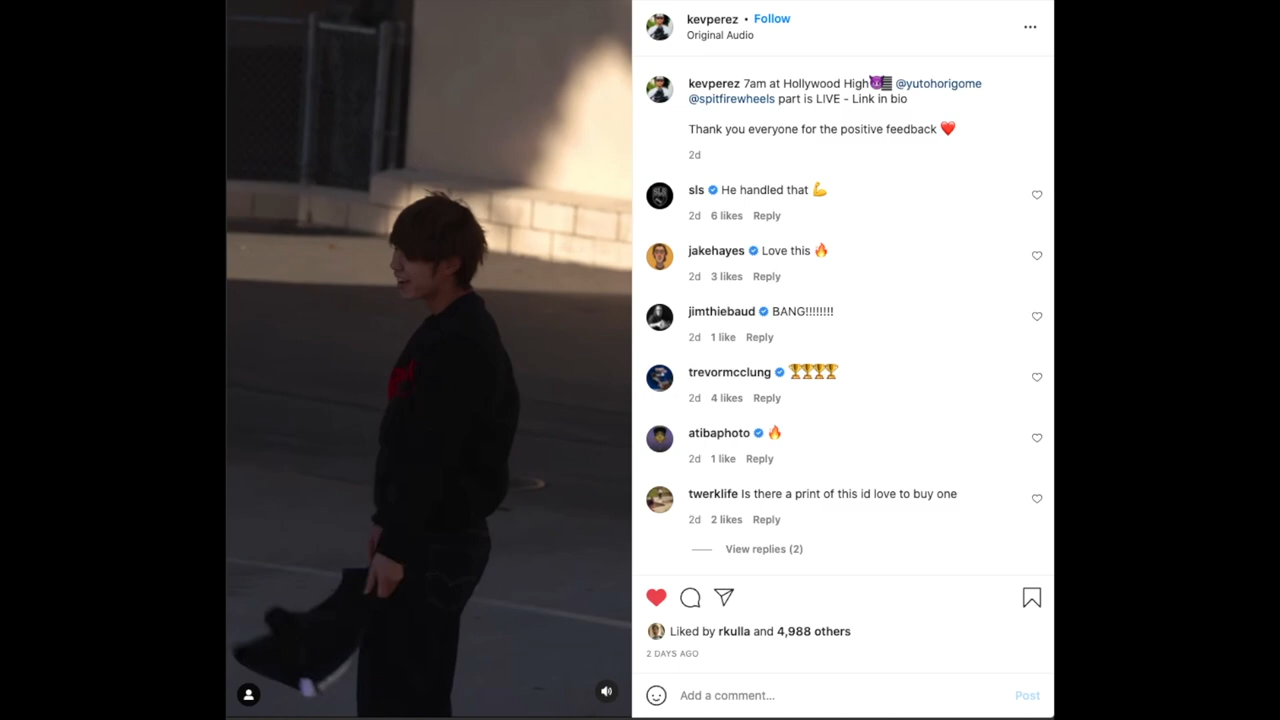 kevperez • Follow
Original Audio
kevperez 7am at Hollywood High😈 @yutohorigome
@spitfirewheels part is LIVE - Link in bio
Thank you everyone for the positive feedback ❤️
2d
sls He handled that 💪
2d 6 likes Reply
jakehayes Love this 🔥
2d 3 likes Reply
jimthiebaud BANG!!!!!!!!
2d 1 like Reply
trevormcclung 🏆🏆🏆🏆
2d 4 likes Reply
atibaphoto 🔥
2d 1 like Reply
twerklife Is there a print of this id love to buy one
2d 2 likes Reply
View replies (2)
Liked by rkulla and 4,988 others
2 DAYS AGO
Add a comment...
Post